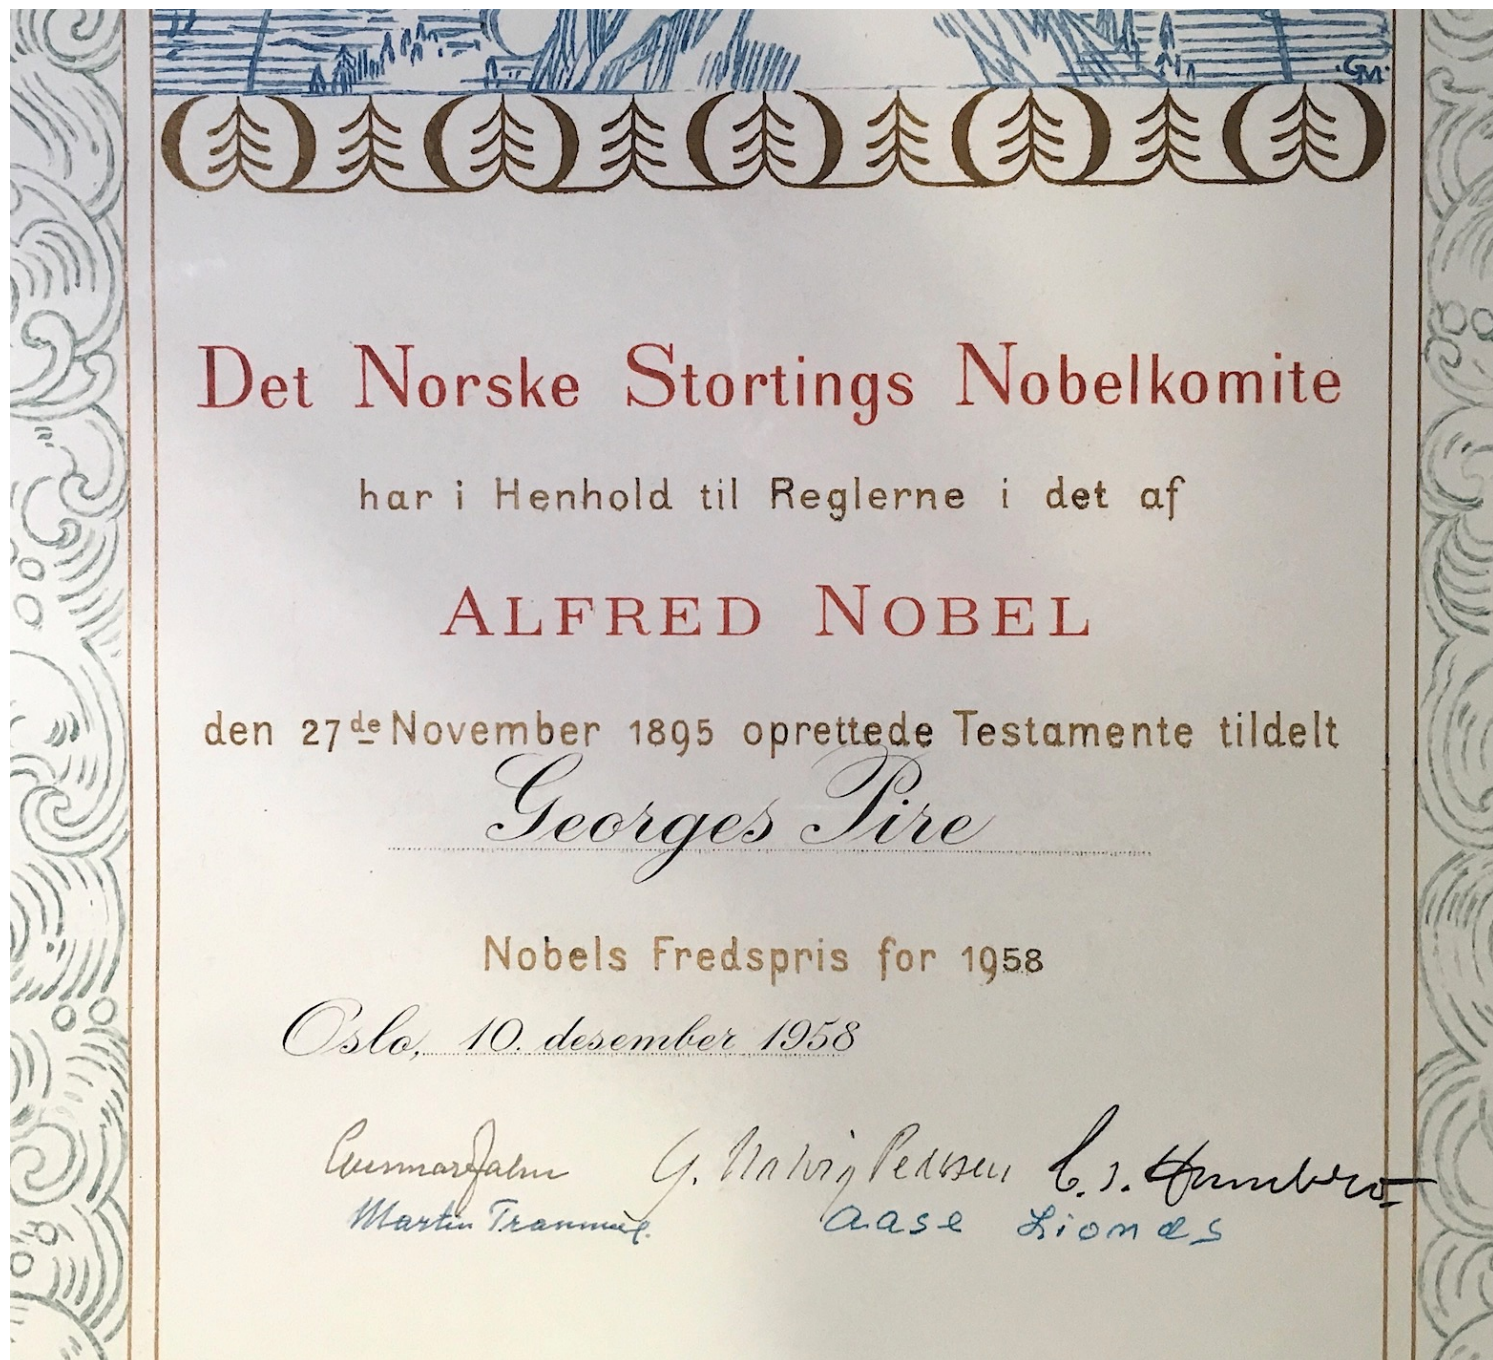 GM
Det Norske Stortings Nobelkomite
har i Henhold til Reglerne i det af
ALFRED NOBEL
den 27de November 1895 oprettede Testamente tildelt
Georges Pire
Nobels Fredspris for 1958
Oslo, 10. desember 1958
Gunnar Jahn G. Natvig Pedersen C. J. Hambro
Martin Tranmæl. Aase Lionæs